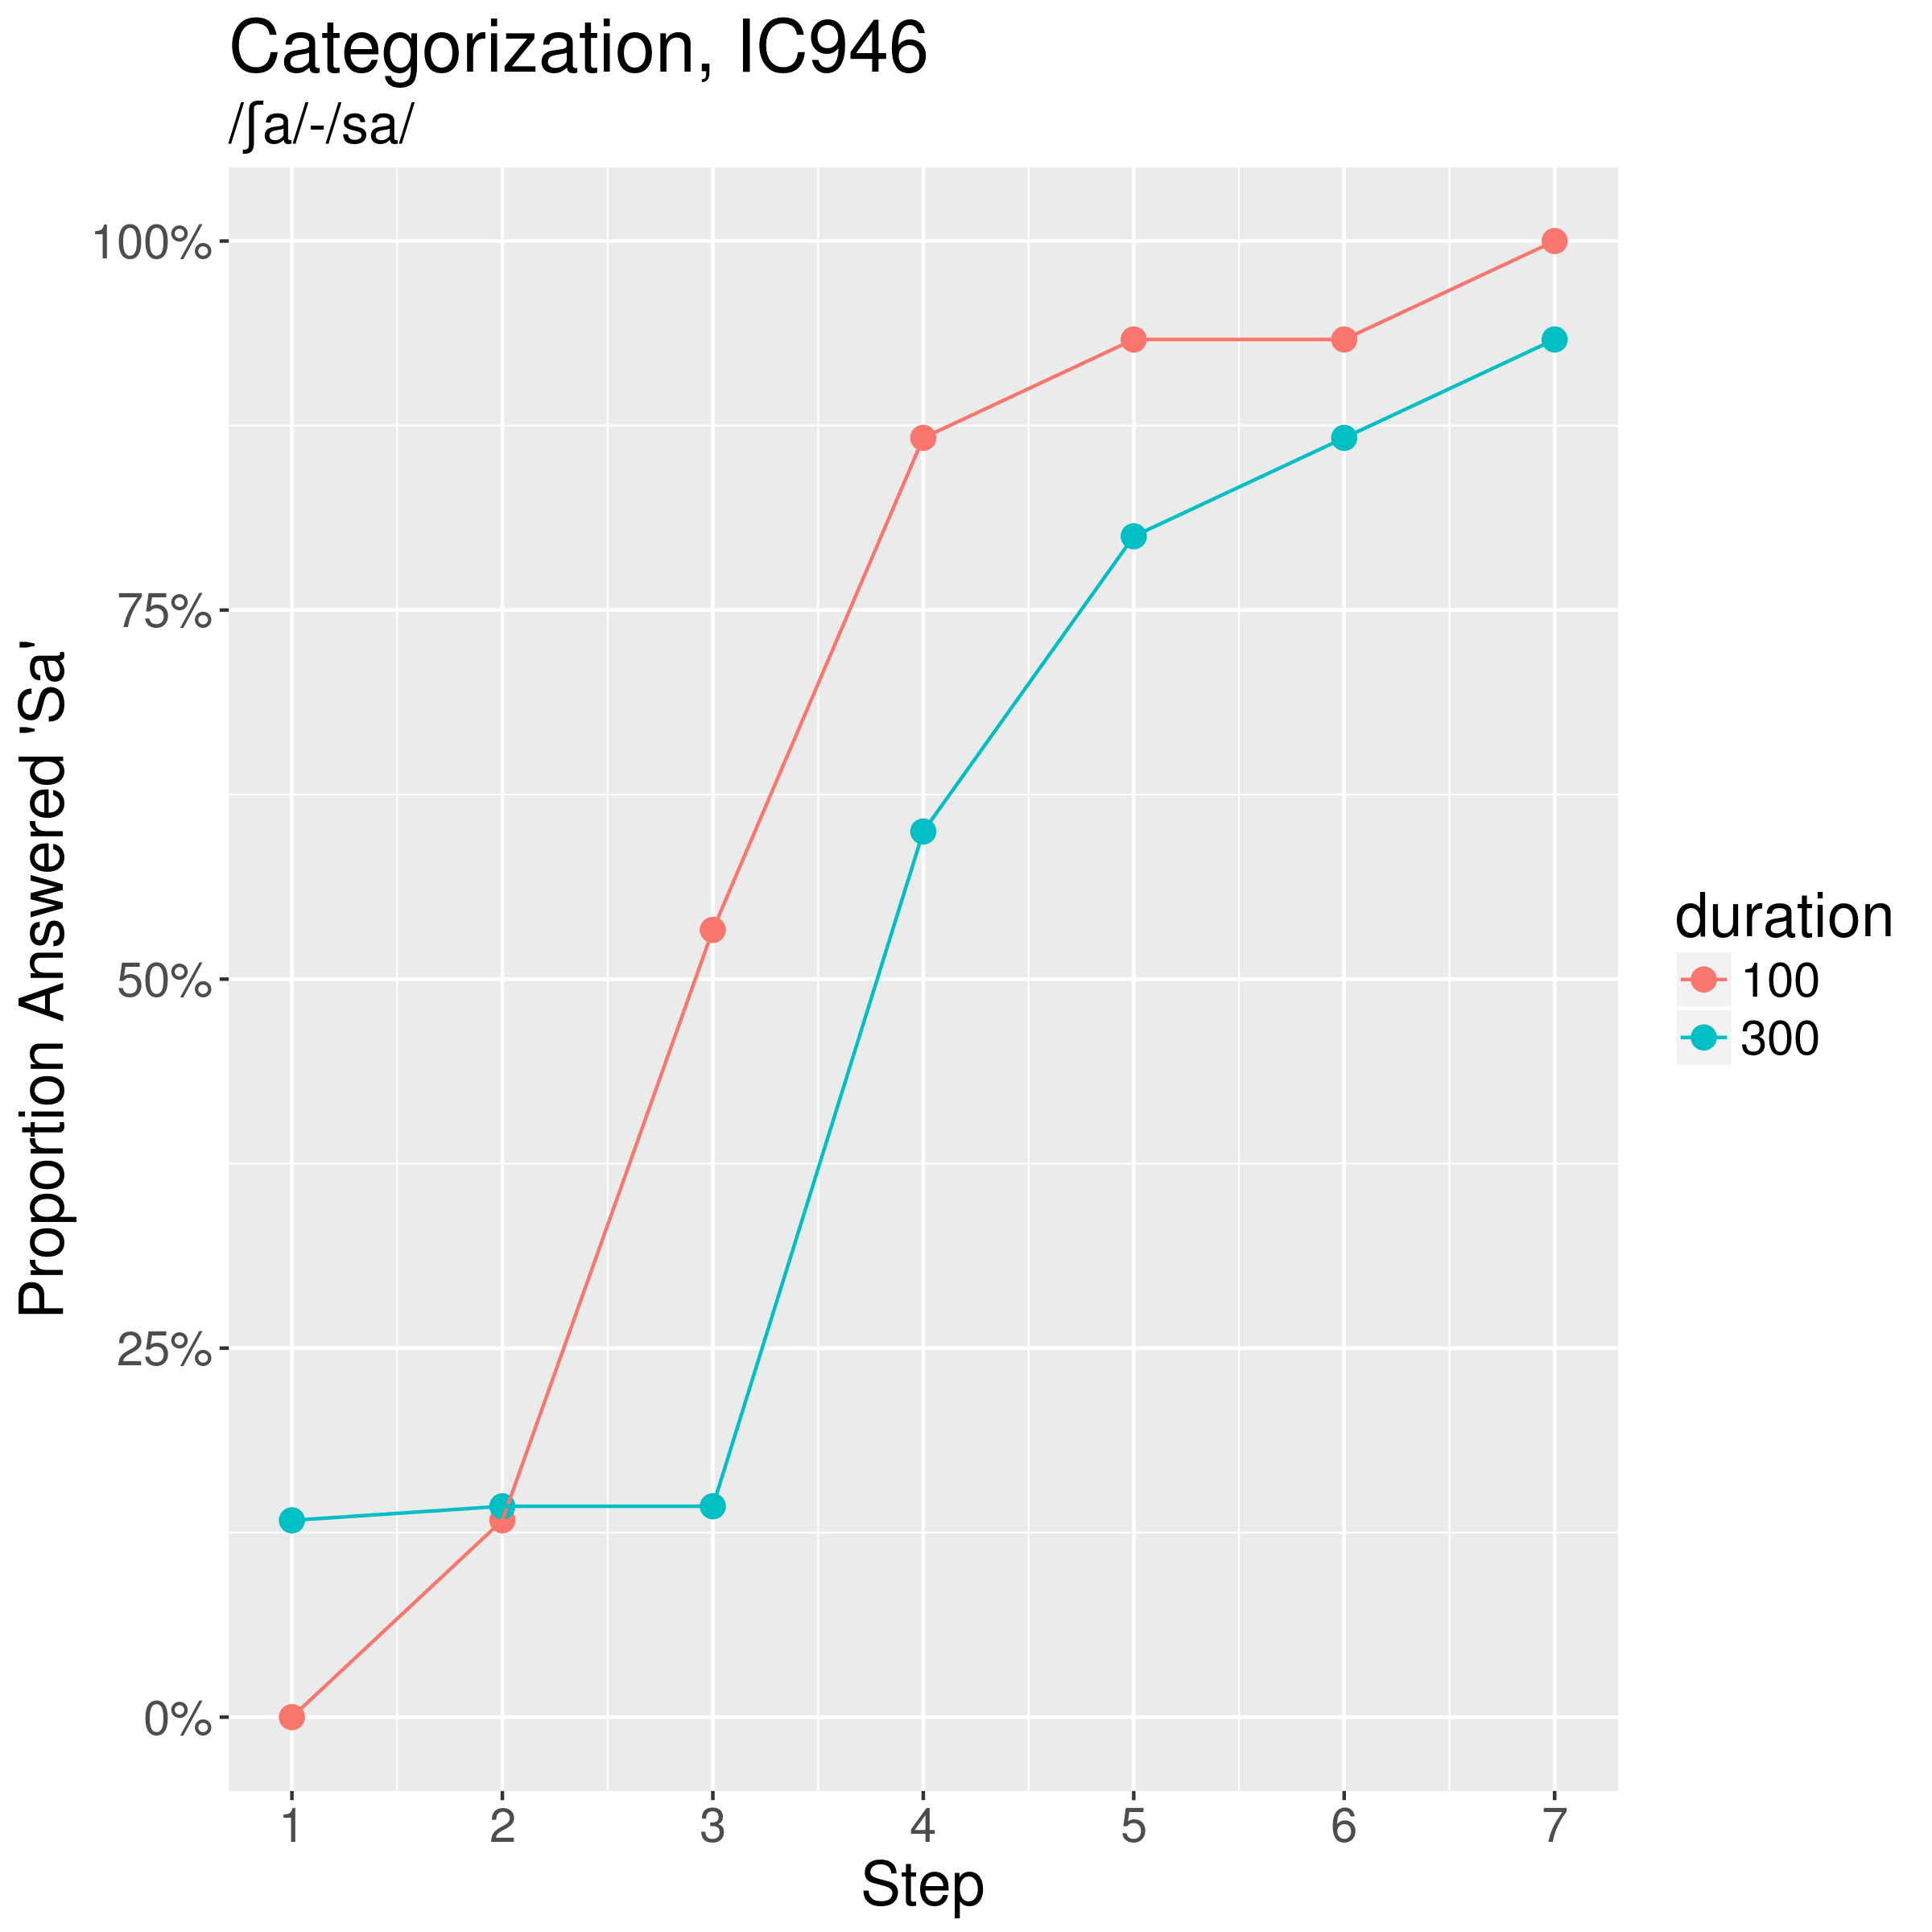 Categorization, IC946
/ʃa/-/sa/
100%
75%
50%
25%
0%
Proportion Answered 'Sa'
1 2 3 4 5 6 7
Step
duration
100
300